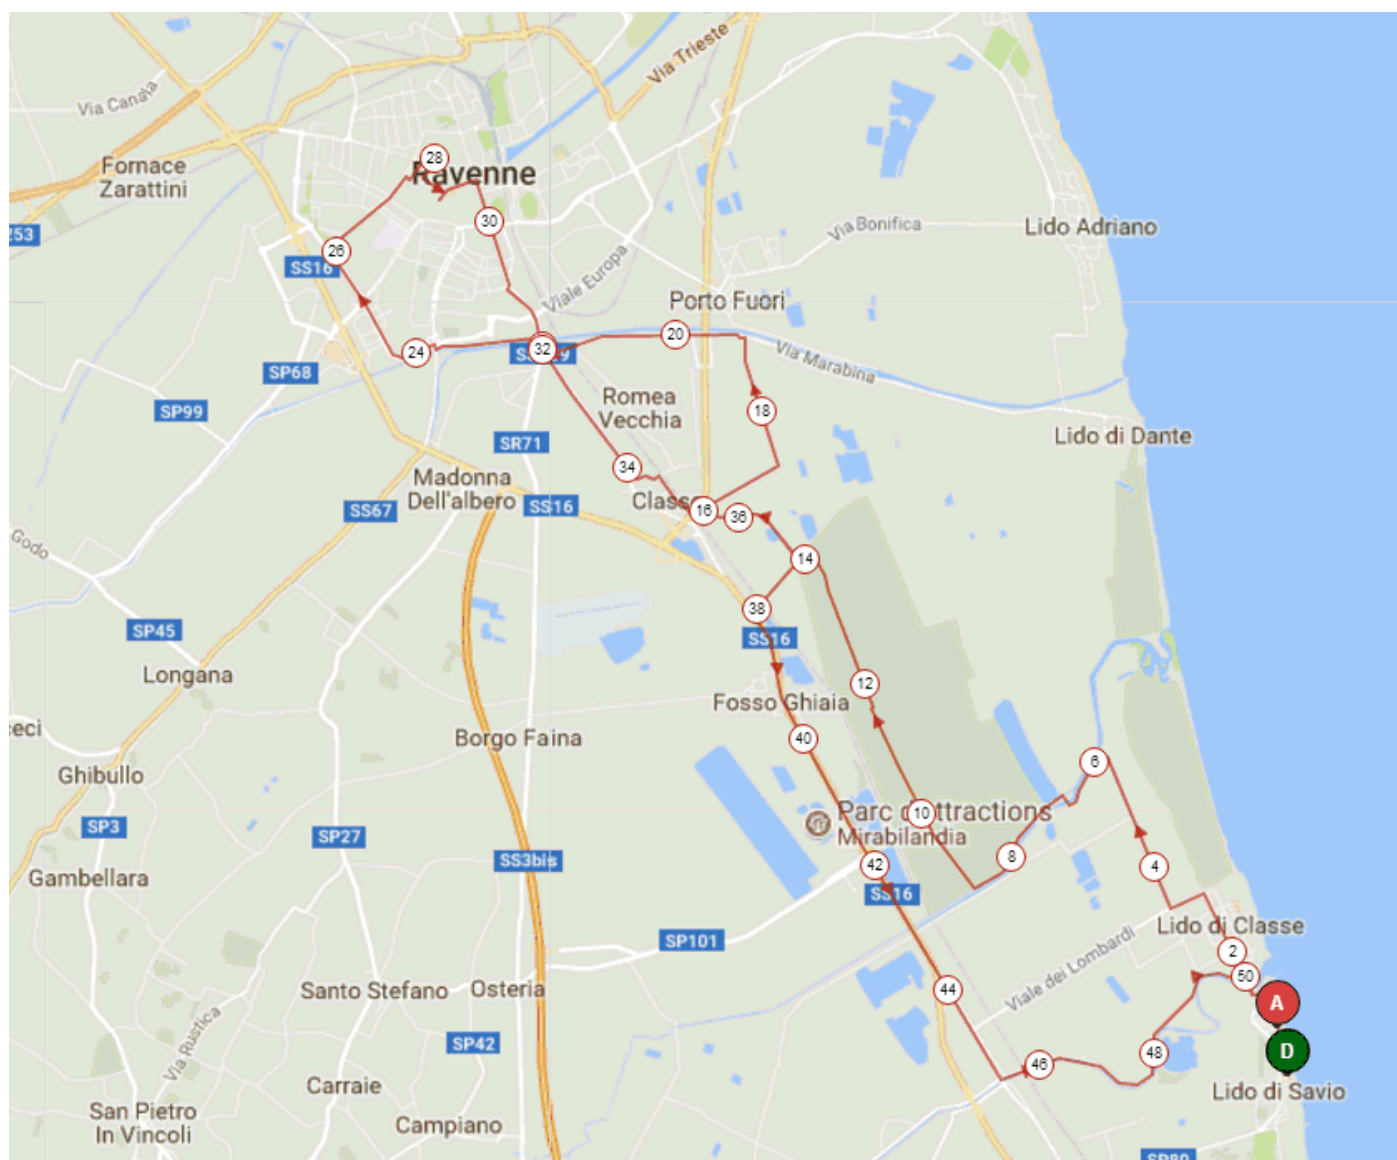 Via Trieste
Via Canala
Fornace
Zarattini
28
Ravenne
30
253
26
SS16
Via Bonifica
Lido Adriano
Viale Europa
Porto Fuori
20
24
32
Via Marabina
SP68
SP99
Romea
Vecchia
18
Lido di Dante
SR71
34
Madonna
Dell'albero
SS67
SS16
Classe
16
36
Godo
14
38
SP45
SS16
Longana
12
Fosso Ghiaia
40
ceci
Borgo Faina
6
Ghibullo
SP3
SP27
10
Parc d'attractions
Mirabilandia
8
SS3bis
42
4
Gambellara
SS16
SP101
Lido di Classe
2
Viale dei Lombardi
50
Santo Stefano
Osteria
44
A
Via Rustica
SP42
46
48
D
Carraie
Lido di Savio
San Pietro
In Vincoli
Campiano